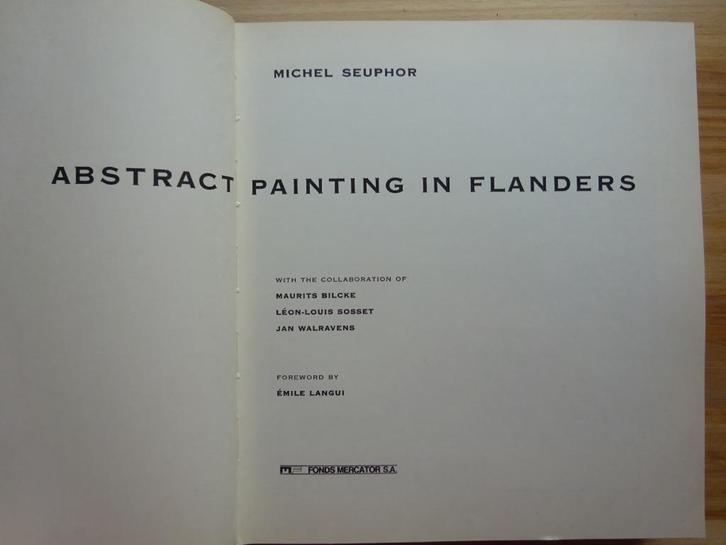 MICHEL SEUPHOR
ABSTRACT PAINTING IN FLANDERS
WITH THE COLLABORATION OF
MAURITS BILCKE
LÉON-LOUIS SOSSET
JAN WALRAVENS
FOREWORD BY
ÉMILE LANGUI
FONDS MERCATOR S.A.